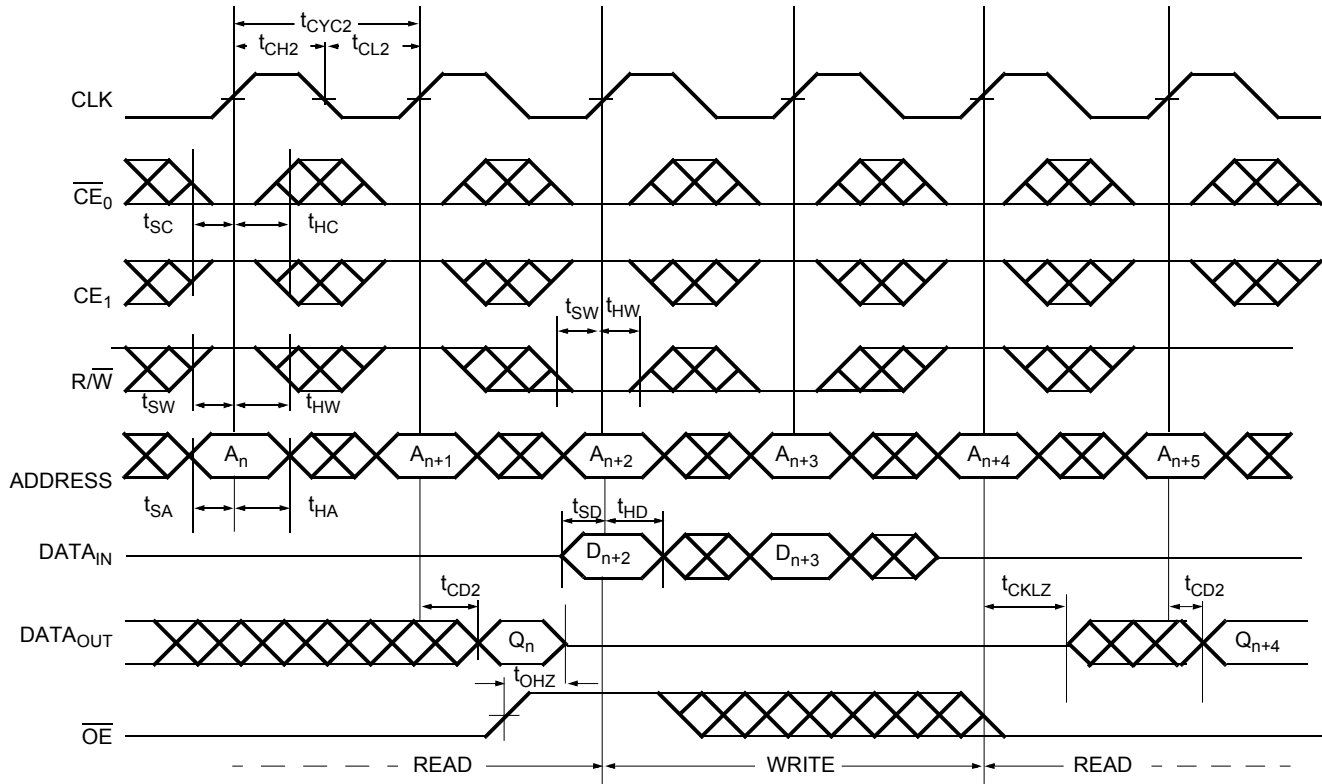 tCYC2
tCH2 tCL2
CLK
CE0
tSC tHC
CE1
tSW tHW
R/W
tSW tHW
An An+1 An+2 An+3 An+4 An+5
ADDRESS
tSA tHA
tSD tHD
DATAIN Dn+2 Dn+3
tCD2 tCKLZ tCD2
DATAOUT Qn Qn+4
tOHZ
OE
READ WRITE READ